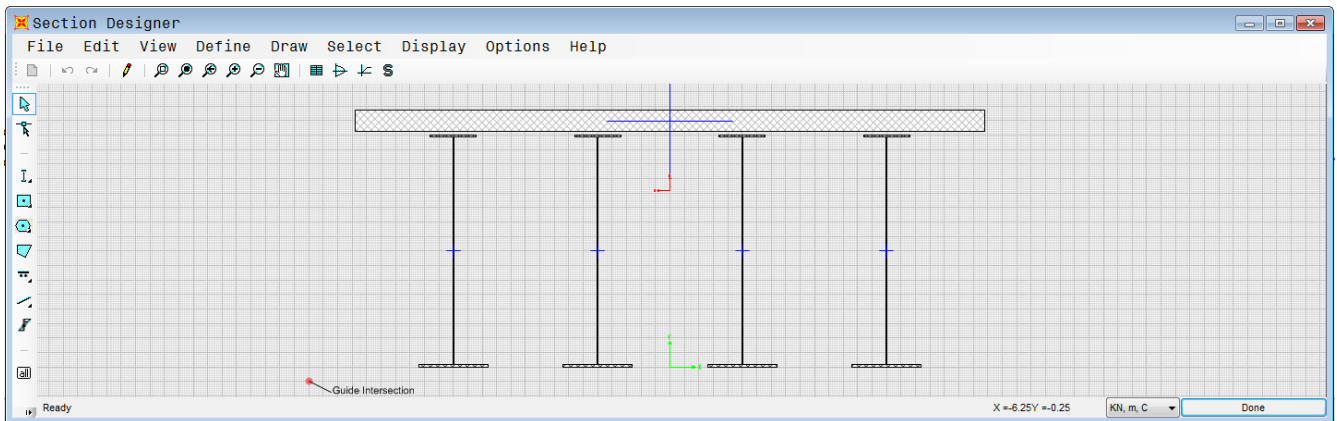 Section Designer
File Edit View Define Draw Select Display Options Help
S
I
all
Y
X
Guide Intersection
Ready
X =-6.25Y =-0.25
KN, m, C
Done